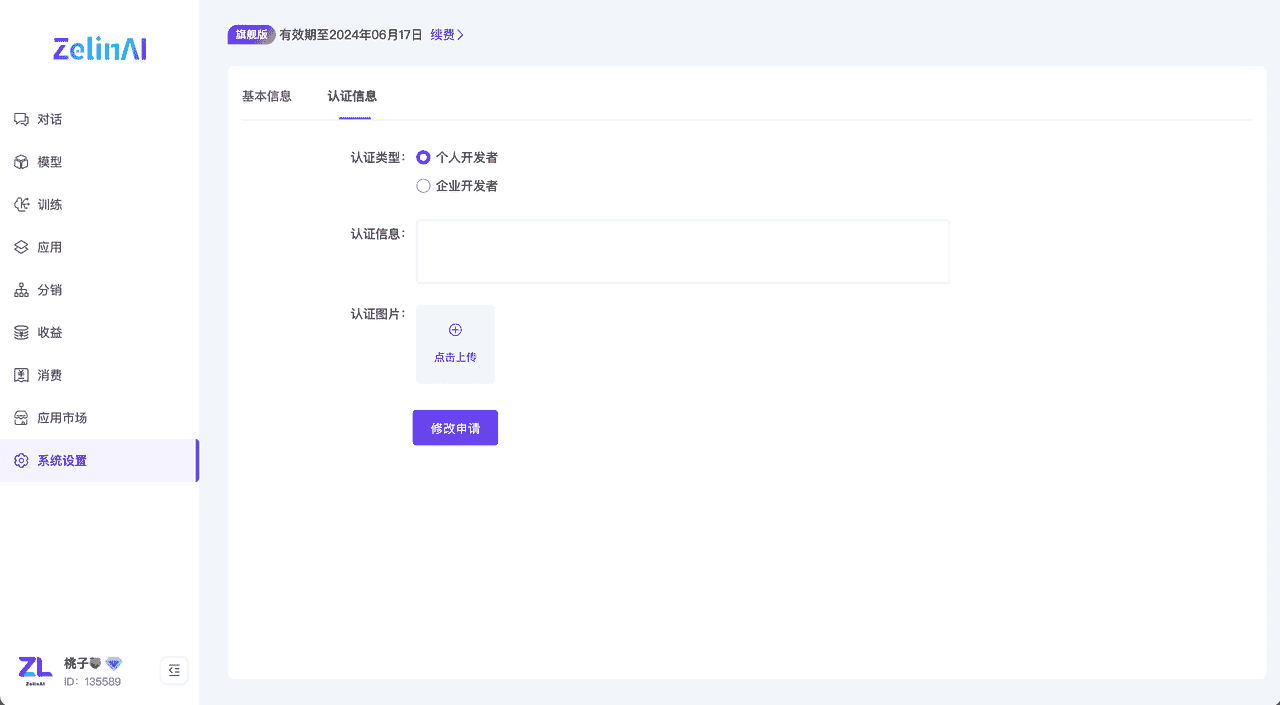 ZelinAI
对话
模型
训练
应用
分销
收益
消费
应用市场
系统设置
ZL
ZelinAI
桃子
ID：135589
旗舰版 有效期至2024年06月17日 续费
基本信息 认证信息
认证类型： 个人开发者
企业开发者
认证信息：
认证图片：
点击上传
修改申请